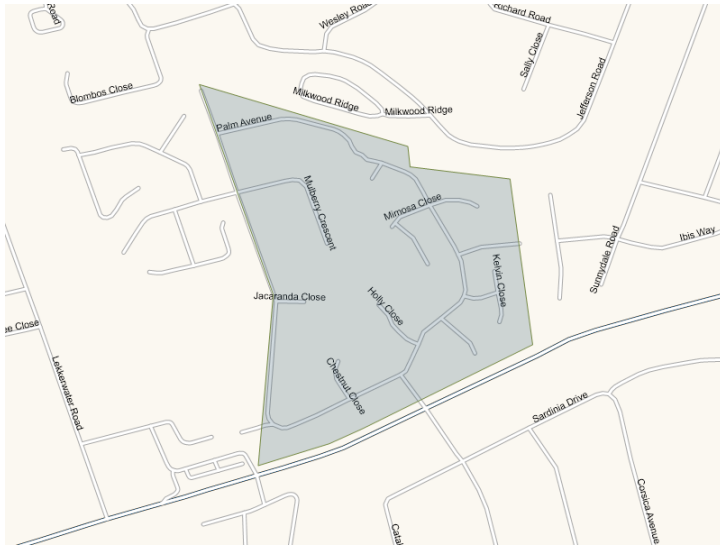 Road
Wesley Road
Richard Road
Sally Close
Blombos Close
Milkwood Ridge
Milkwood Ridge
Jefferson Road
Palm Avenue
Mulberry Crescent
Mimosa Close
Ibis Way
Sunnydale Road
Kelvin Close
Jacaranda Close
Holly Close
ee Close
Lekkerwater Road
Chestnut Close
Sardinia Drive
Corsica Avenue
Catal